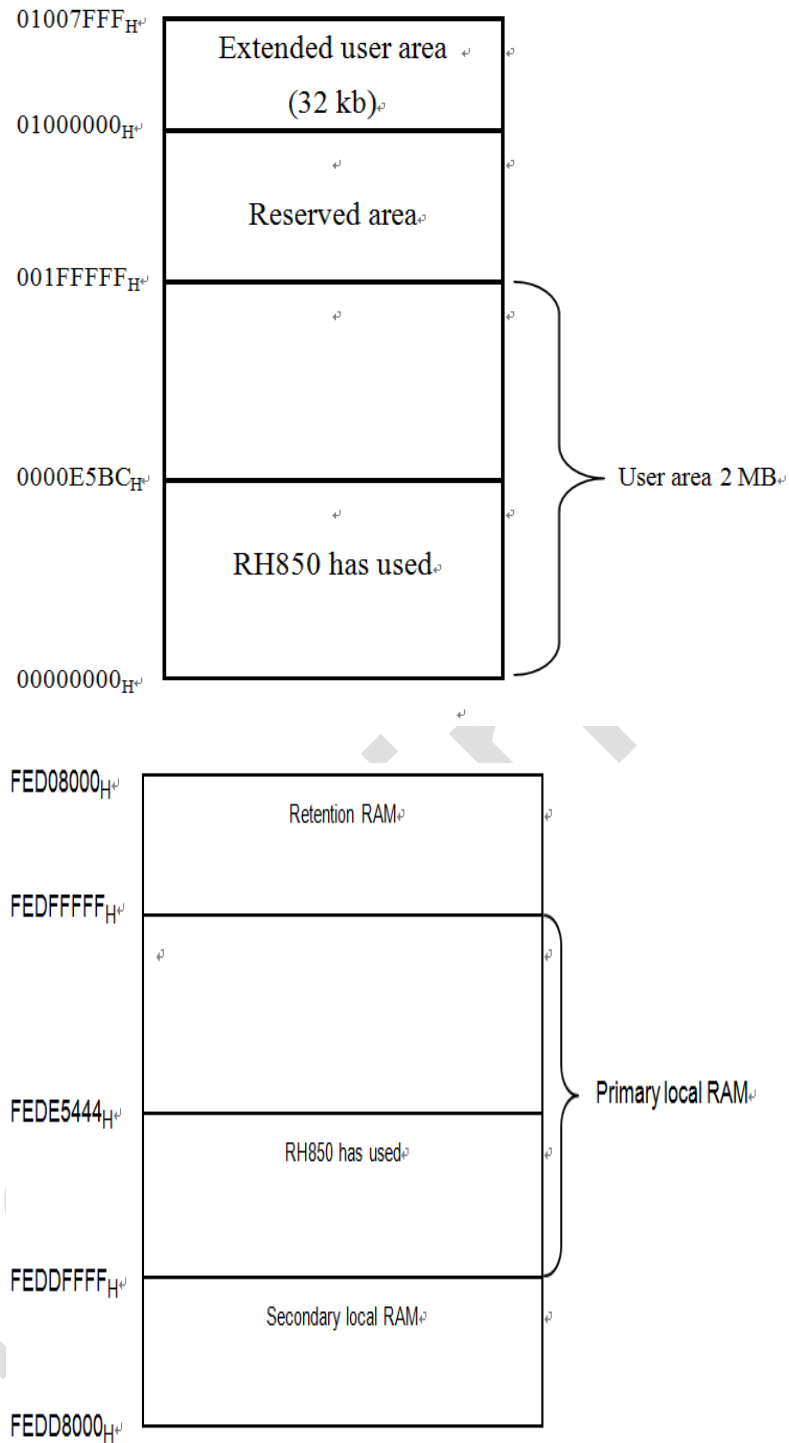 01007FFFH
Extended user area
(32 kb)
01000000H
Reserved area
001FFFFFH
0000E5BCH
User area 2 MB
RH850 has used
00000000H
FED08000H
Retention RAM
FEDFFFFFH
Primary local RAM
FEDE5444H
RH850 has used
FEDDFFFFH
Secondary local RAM
FEDD8000H